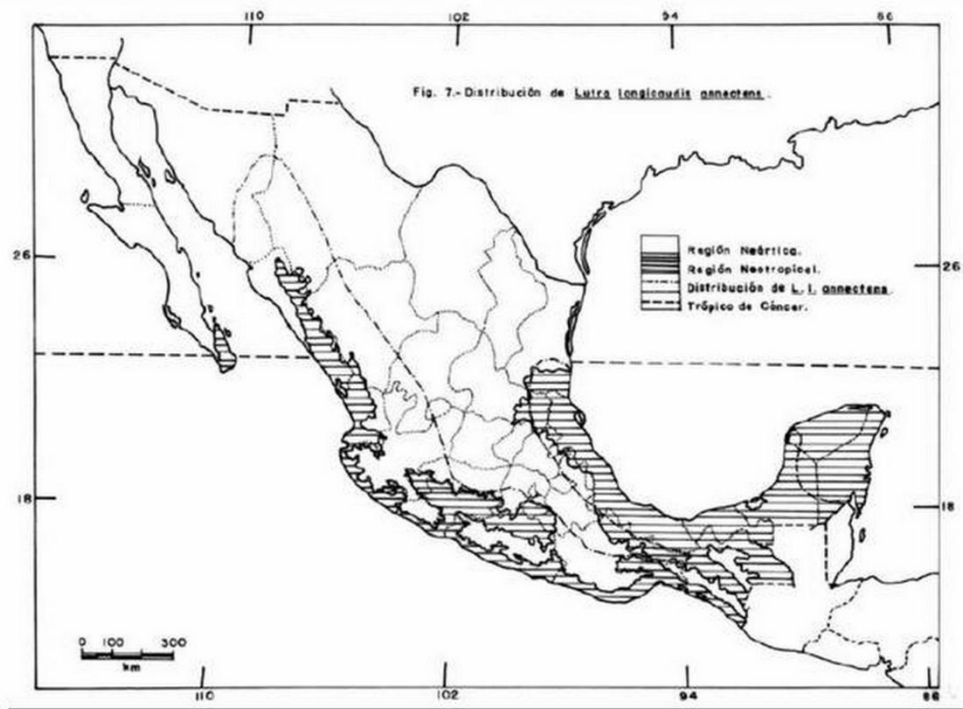 110 102 94 86
Fig. 7.- Distribución de Lutra longicaudis annectens.
26
26
Región Neártica.
Región Neotropical.
Distribución de L. l. annectens.
Trópico de Cáncer.
18
18
0 100 300
km
110 102 94 86